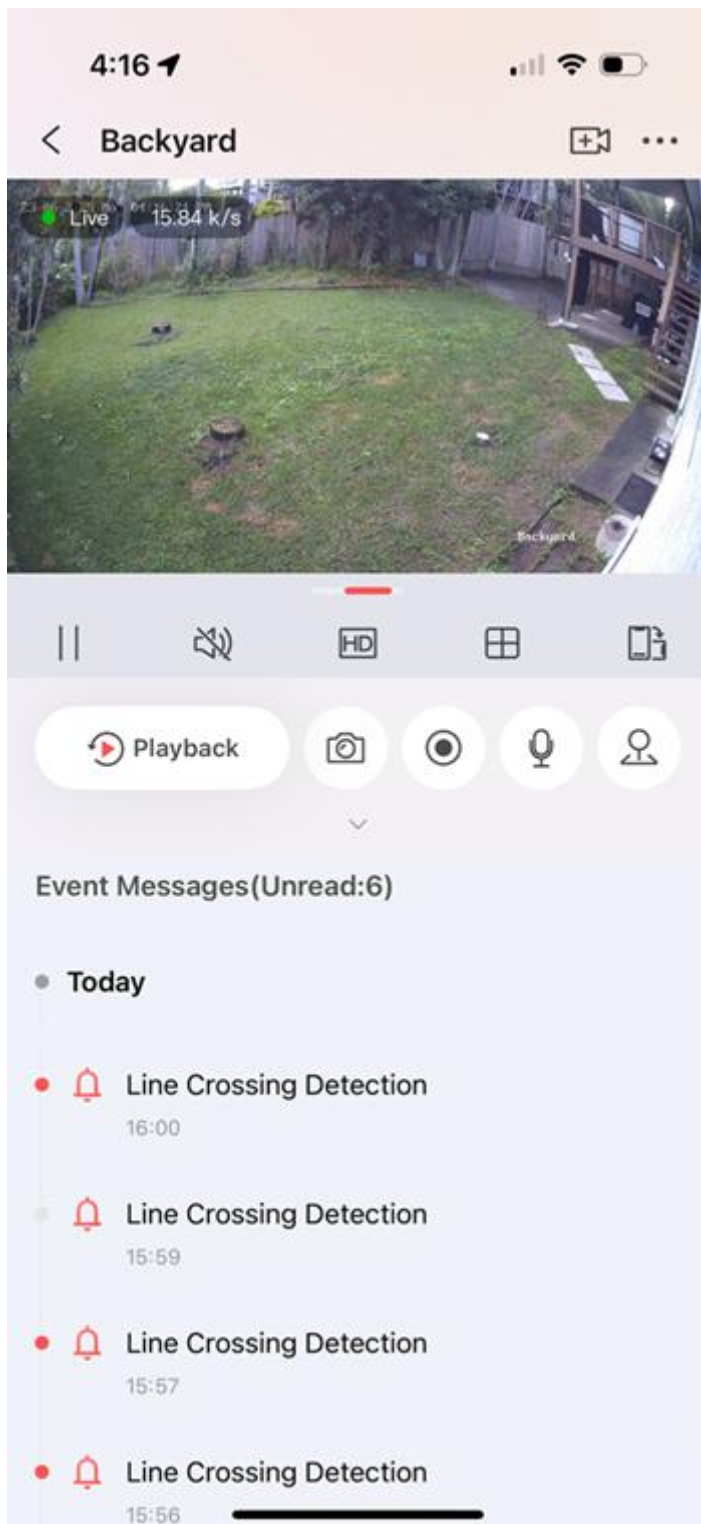 4:16
Backyard
Live 15.84 k/s
Backyard
HD
Playback
Event Messages(Unread:6)
Today
Line Crossing Detection
16:00
Line Crossing Detection
15:59
Line Crossing Detection
15:57
Line Crossing Detection
15:56